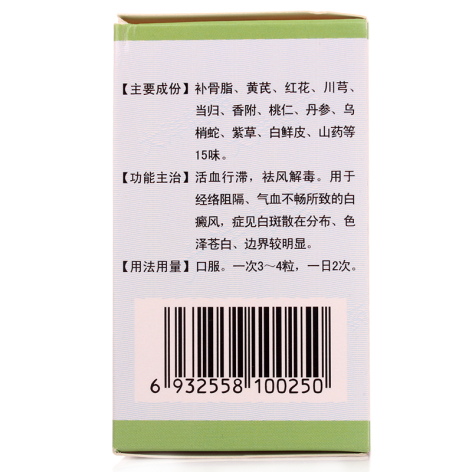 【主要成份】补骨脂、黄芪、红花、川芎、
当归、香附、桃仁、丹参、乌
梢蛇、紫草、白鲜皮、山药等
15味。
【功能主治】活血行滞，祛风解毒。用于
经络阻隔、气血不畅所致的白
癜风，症见白斑散在分布、色
泽苍白、边界较明显。
【用法用量】口服。一次3～4粒，一日2次。
6 932558 100250